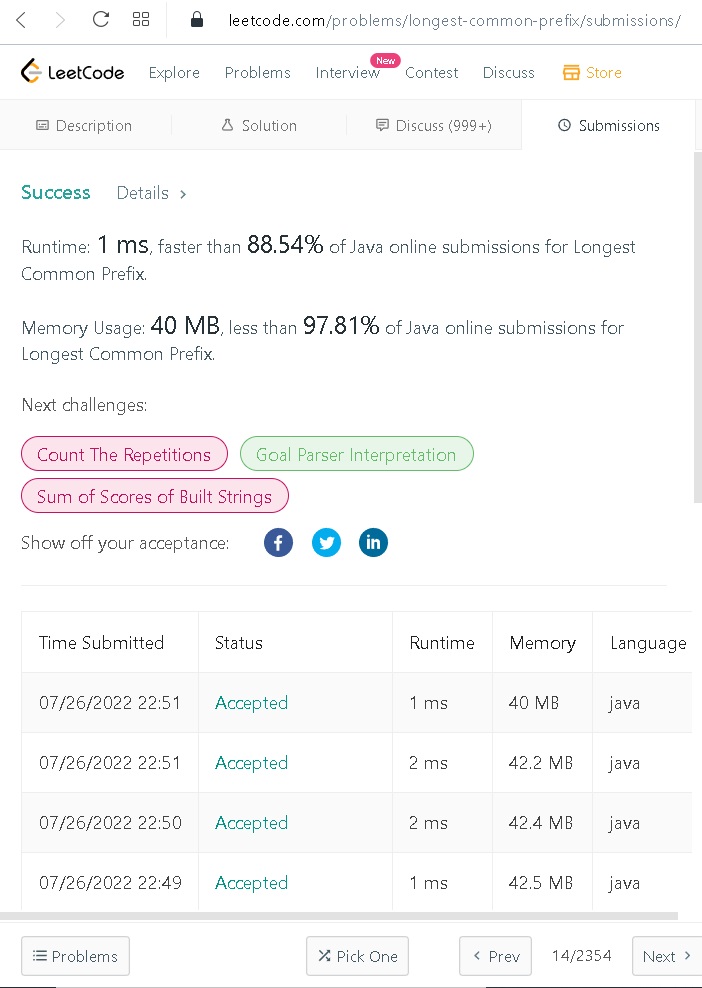 leetcode.com/problems/longest-common-prefix/submissions/
LeetCode Explore Problems Interview New Contest Discuss Store
Description Solution Discuss (999+) Submissions
Success Details >
Runtime: 1 ms, faster than 88.54% of Java online submissions for Longest
Common Prefix.
Memory Usage: 40 MB, less than 97.81% of Java online submissions for
Longest Common Prefix.
Next challenges:
Count The Repetitions Goal Parser Interpretation
Sum of Scores of Built Strings
Show off your acceptance:
Time Submitted Status Runtime Memory Language
07/26/2022 22:51 Accepted 1 ms 40 MB java
07/26/2022 22:51 Accepted 2 ms 42.2 MB java
07/26/2022 22:50 Accepted 2 ms 42.4 MB java
07/26/2022 22:49 Accepted 1 ms 42.5 MB java
Problems Pick One < Prev 14/2354 Next >